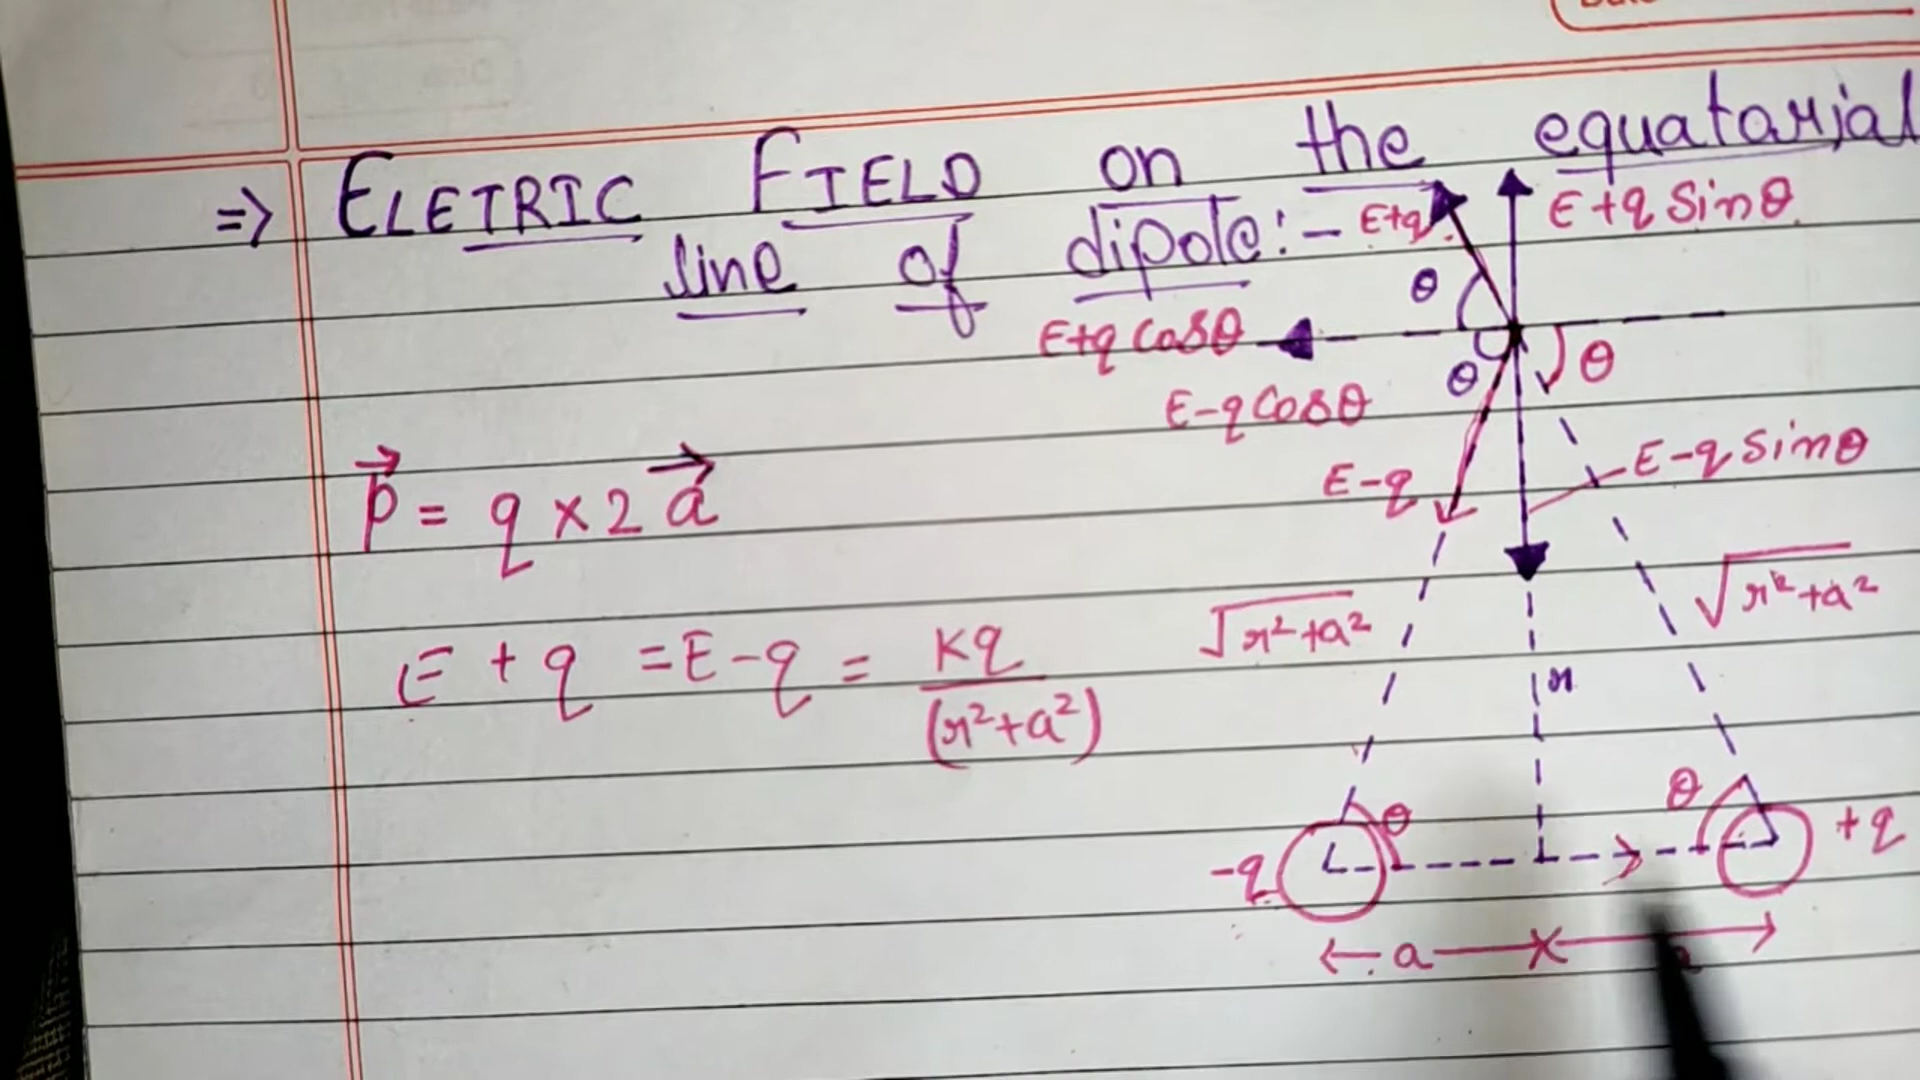 ⇒ ELETRIC FIELD on the equatarial
line of dipole:-
E+q
E+q Sinθ
θ
E+q Cosθ
θ
θ
E-q Cosθ
E-q
E-q Sinθ
p⃗ = q × 2 a⃗
√r²+a²
√r²+a²
E+q = E-q = Kq/(r²+a²)
r
θ
θ
-q
+q
a